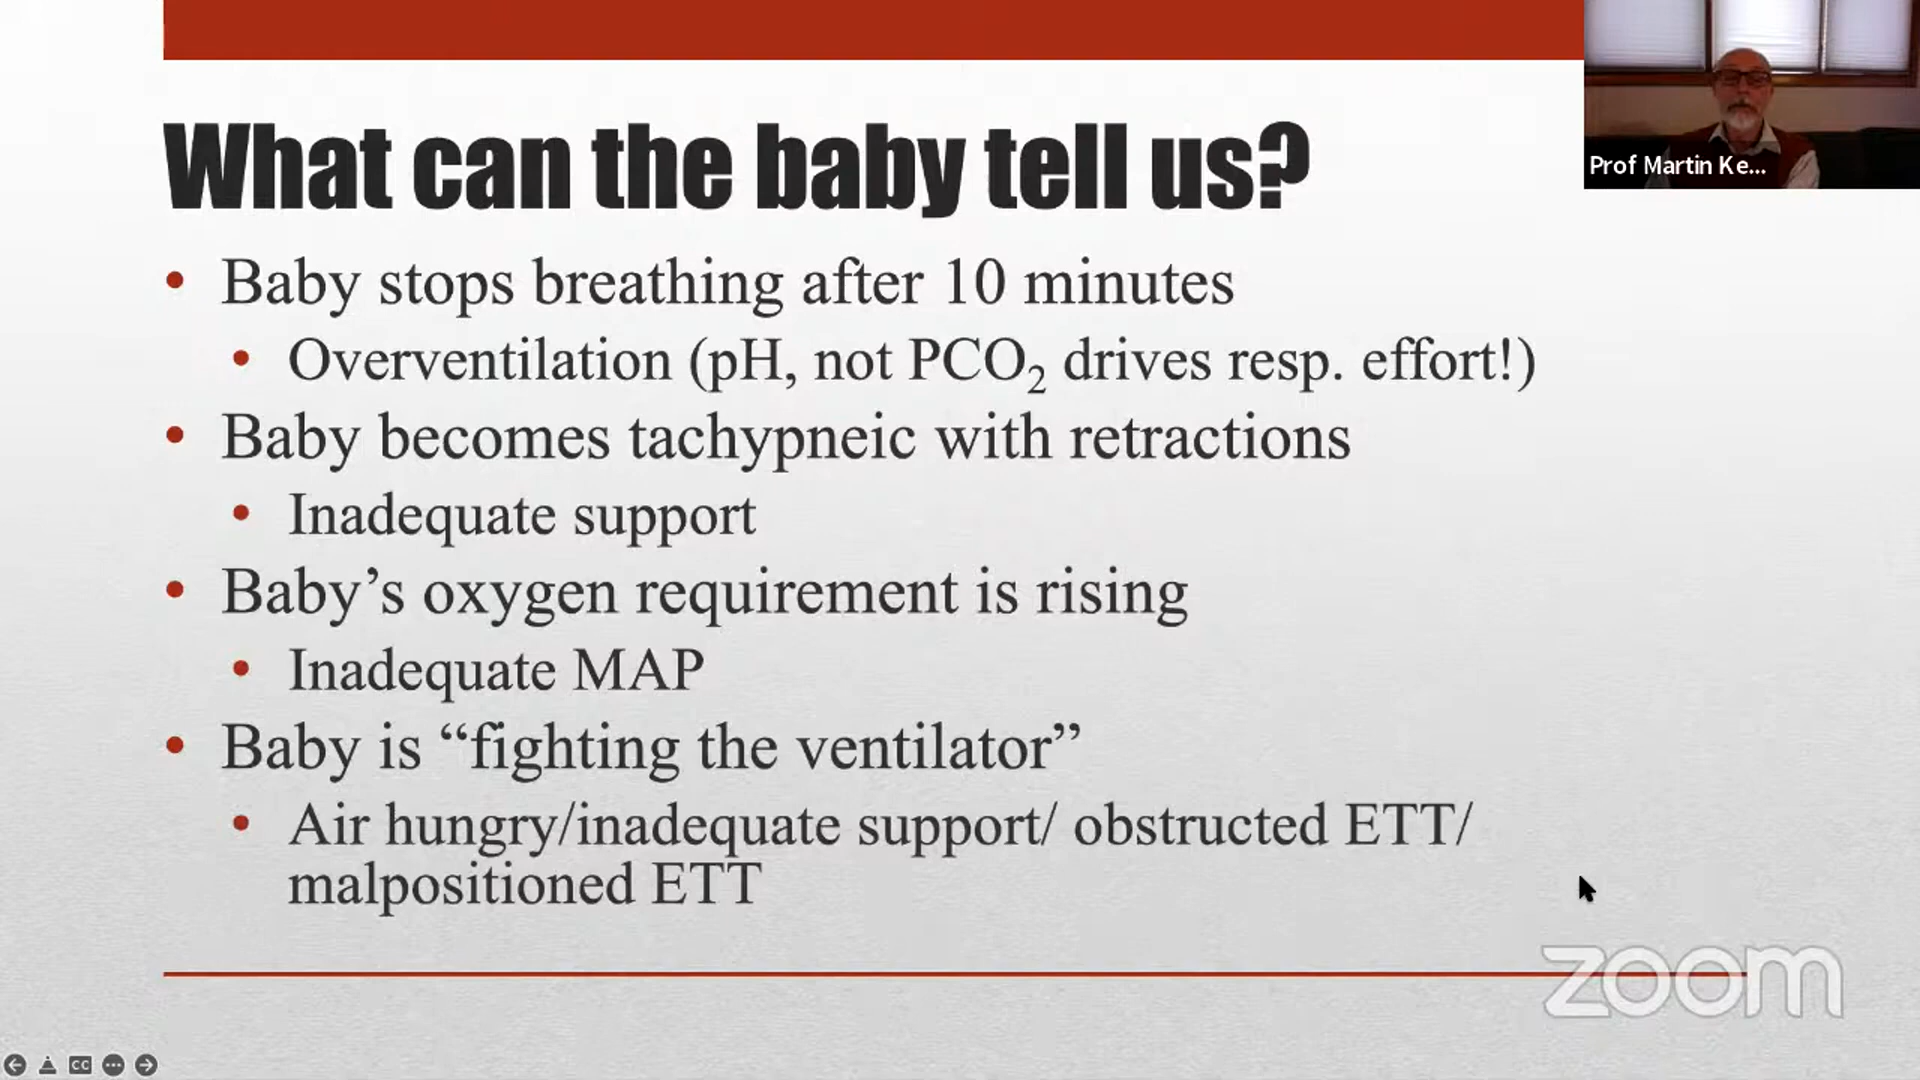 Prof Martin Ke...
What can the baby tell us?
• Baby stops breathing after 10 minutes
• Overventilation (pH, not PCO₂ drives resp. effort!)
• Baby becomes tachypneic with retractions
• Inadequate support
• Baby’s oxygen requirement is rising
• Inadequate MAP
• Baby is “fighting the ventilator”
• Air hungry/inadequate support/ obstructed ETT/
malpositioned ETT
zoom
CC